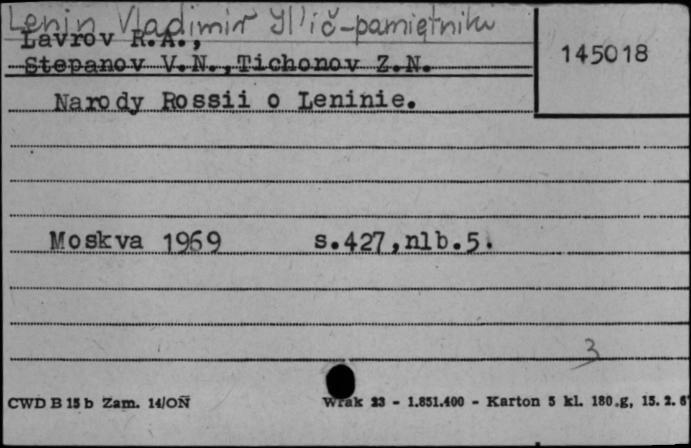 Lenin Vladimir Il'ič-pamiętniki
Lavrov R.A.,
Stepanov V.N., Tichonov Z.N.
145018
Narody Rossii o Leninie.
Moskva 1969 s.427,nlb.5.
3
CWD B 15 b Zam. 14/OŃ Wrak 23 - 1.851.400 - Karton 5 kl. 180.g, 15. 2. 6